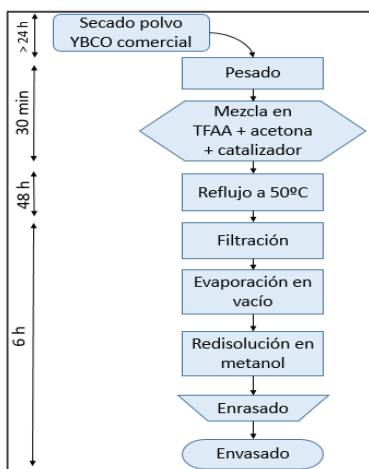 > 24 h
Secado polvo
YBCO comercial
30 min
Pesado
Mezcla en
TFAA + acetona
+ catalizador
48 h
Reflujo a 50ºC
6 h
Filtración
Evaporación en
vacío
Redisolución en
metanol
Enrasado
Envasado